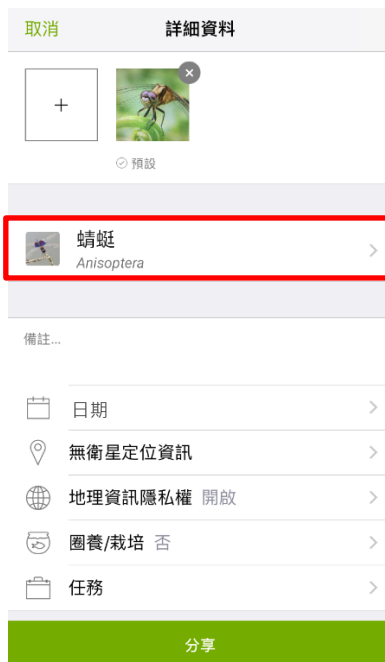 取消 詳細資料
預設
蜻蜓
Anisoptera
備註...
日期
無衛星定位資訊
地理資訊隱私權 開啟
圈養/栽培 否
任務
分享